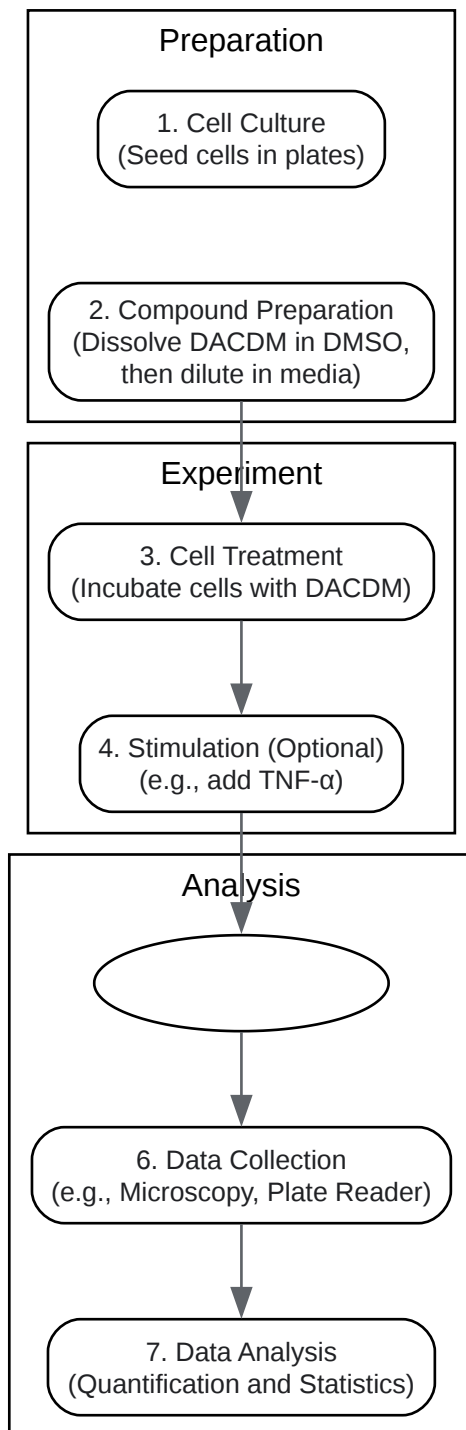 Preparation
1. Cell Culture
(Seed cells in plates)
2. Compound Preparation
(Dissolve DACDM in DMSO,
then dilute in media)
Experiment
3. Cell Treatment
(Incubate cells with DACDM)
4. Stimulation (Optional)
(e.g., add TNF-α)
Analysis
6. Data Collection
(e.g., Microscopy, Plate Reader)
7. Data Analysis
(Quantification and Statistics)